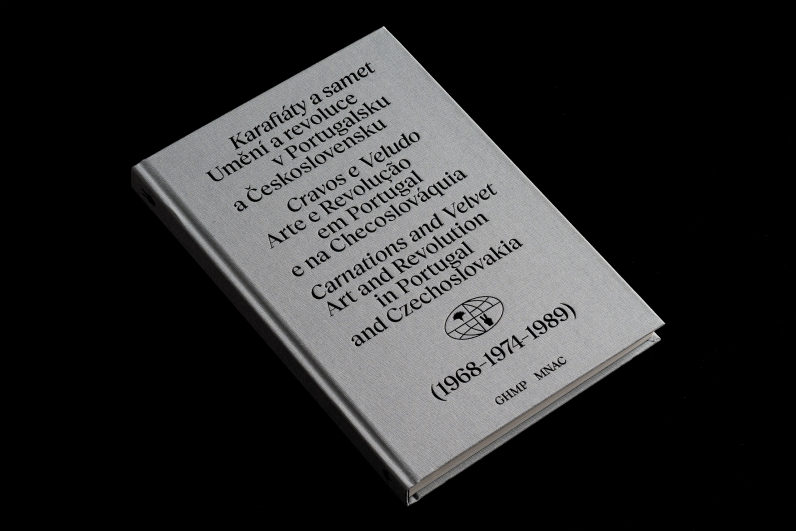 Karafiáty a samet
Umění a revoluce
v Portugalsku
a Československu
Cravos e Veludo
Arte e Revolução
em Portugal
e na Checoslováquia
Carnations and Velvet
Art and Revolution
in Portugal
and Czechoslovakia
(1968–1974–1989)
GHMP MNAC